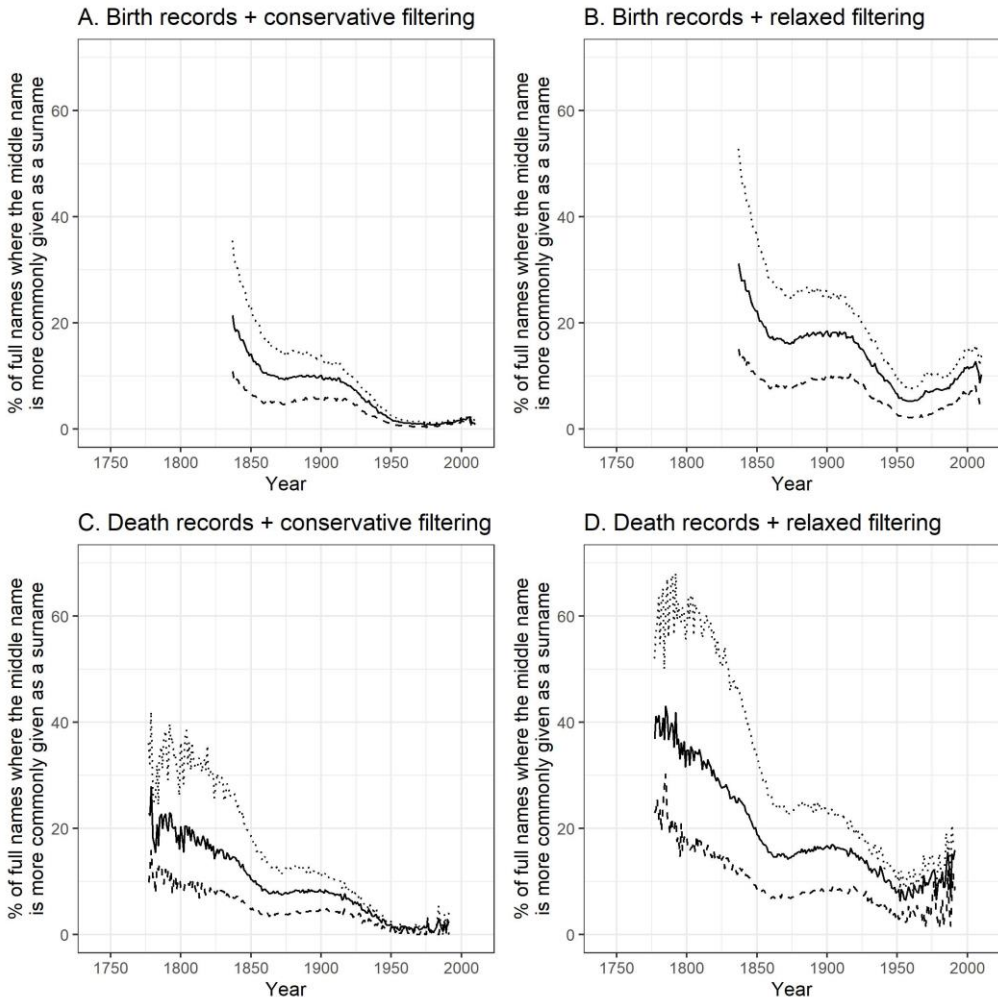 A. Birth records + conservative filtering
% of full names where the middle name
is more commonly given as a surname
60
40
20
0
1750 1800 1850 1900 1950 2000
Year
B. Birth records + relaxed filtering
% of full names where the middle name
is more commonly given as a surname
60
40
20
0
1750 1800 1850 1900 1950 2000
Year
C. Death records + conservative filtering
% of full names where the middle name
is more commonly given as a surname
60
40
20
0
1750 1800 1850 1900 1950 2000
Year
D. Death records + relaxed filtering
% of full names where the middle name
is more commonly given as a surname
60
40
20
0
1750 1800 1850 1900 1950 2000
Year